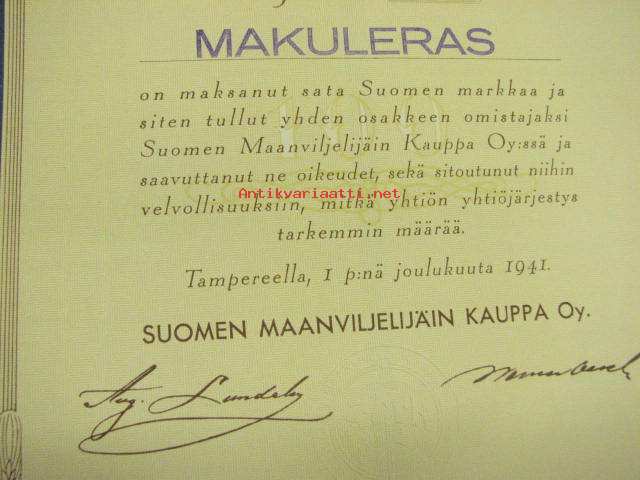 MAKULERAS
on maksanut sata Suomen markkaa ja
siten tullut yhden osakkeen omistajaksi
Suomen Maanviljelijäin Kauppa Oy:ssä ja
saavuttanut ne oikeudet, sekä sitoutunut niihin
Antikvariaatti.net
velvollisuuksiin, mitkä yhtiön yhtiöjärjestys
tarkemmin määrää.
Tampereella, 1 p:nä joulukuuta 1941.
SUOMEN MAANVILJELIJÄIN KAUPPA Oy.
Aug. Lundeby